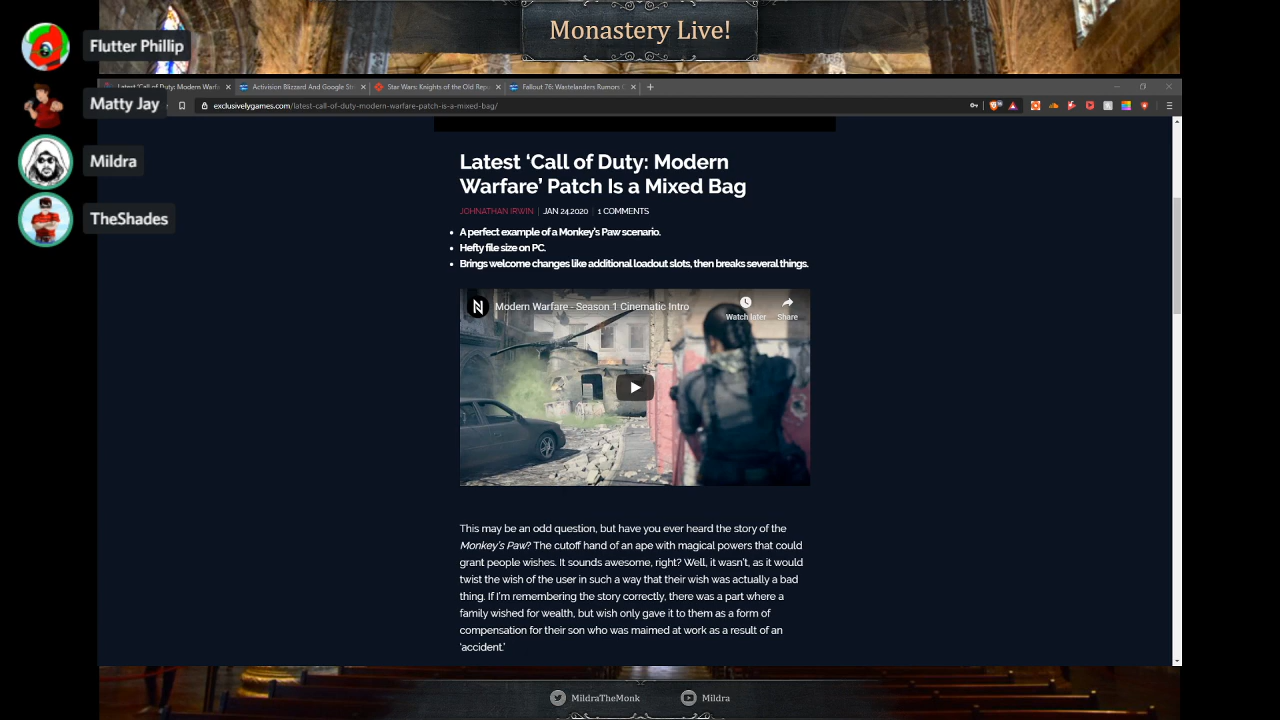 Monastery Live!
Flutter Phillip
Matty Jay
Mildra
TheShades
Latest 'Call of Duty: Modern Warf
Activision Blizzard And Google St
Star Wars: Knights of the Old Rep
Fallout 76: Wastelanders Rumors
exclusivelygames.com/latest-call-of-duty-modern-warfare-patch-is-a-mixed-bag/
Latest ‘Call of Duty: Modern
Warfare’ Patch Is a Mixed Bag
JOHNATHAN IRWIN | JAN 24,2020 | 1 COMMENTS
A perfect example of a Monkey's Paw scenario.
Hefty file size on PC.
Brings welcome changes like additional loadout slots, then breaks several things.
Modern Warfare - Season 1 Cinematic Intro
Watch later
Share
This may be an odd question, but have you ever heard the story of the
Monkey's Paw? The cutoff hand of an ape with magical powers that could
grant people wishes. It sounds awesome, right? Well, it wasn't, as it would
twist the wish of the user in such a way that their wish was actually a bad
thing. If I'm remembering the story correctly, there was a part where a
family wished for wealth, but wish only gave it to them as a form of
compensation for their son who was maimed at work as a result of an
‘accident.’
MildraTheMonk
Mildra